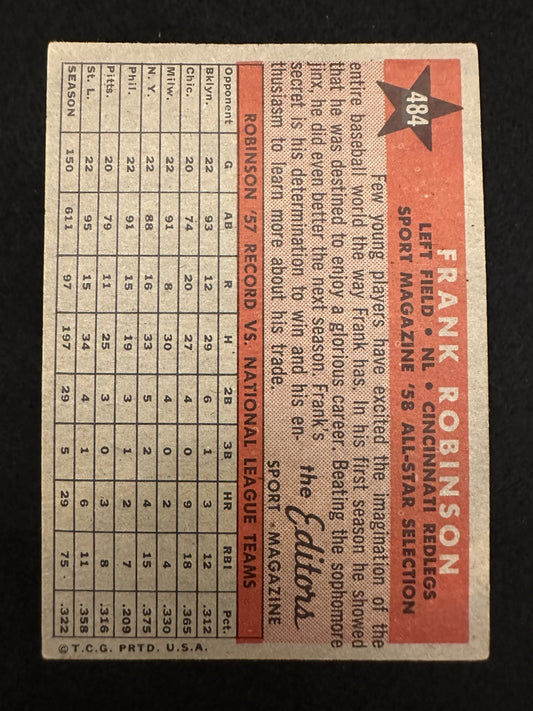 484
FRANK ROBINSON
LEFT FIELD • NL • CINCINNATI REDLEGS
SPORT MAGAZINE '58 ALL-STAR SELECTION
Few young players have excited the imagination of the
entire baseball world the way Frank has. In his first season he showed
that he was destined to enjoy a glorious career. Beating the sophomore
jinx, he did even better the next season. Frank's
secret is his determination to win and his en-
thusiasm to learn more about his trade.
the Editors
SPORT • MAGAZINE
ROBINSON '57 RECORD VS. NATIONAL LEAGUE TEAMS
Opponent G AB R H 2B 3B HR RBI Pct.
Bklyn. 22 93 12 29 6 1 3 12 .312
Chic. 20 74 20 27 4 0 9 18 .365
Milw. 22 91 8 30 4 0 2 4 .330
N. Y. 22 88 16 33 5 2 4 15 .375
Phil. 22 91 15 19 3 1 2 7 .209
Pitts. 20 79 11 25 3 0 3 8 .316
St. L. 22 95 15 34 4 1 6 11 .358
SEASON 150 611 97 197 29 5 29 75 .322
© T.C.G. PRTD. U.S.A.